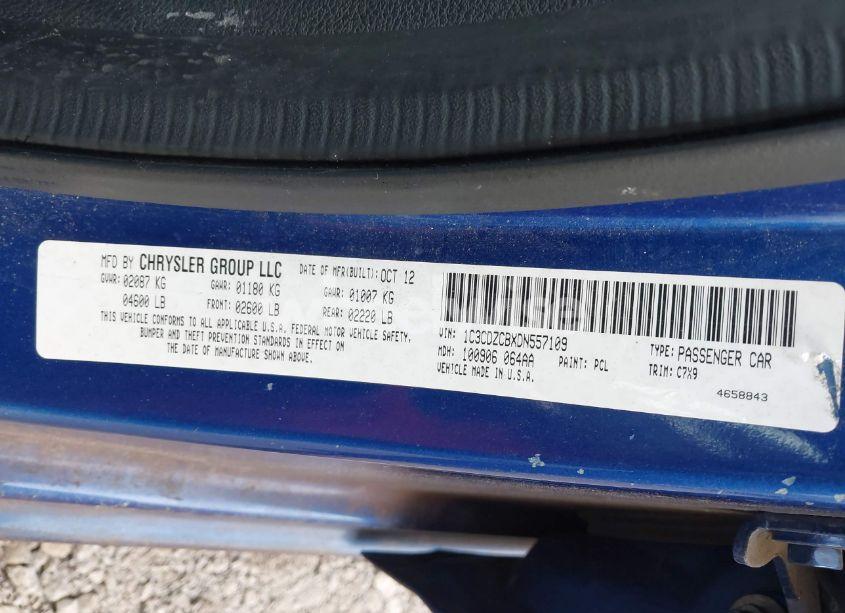 MFD BY CHRYSLER GROUP LLC DATE OF MFR(BUILT): OCT 12
GVWR: 02087 KG GAWR: 01180 KG GAWR: 01007 KG
04600 LB FRONT: 02600 LB REAR: 02220 LB
THIS VEHICLE CONFORMS TO ALL APPLICABLE U.S.A. FEDERAL MOTOR VEHICLE SAFETY,
BUMPER AND THEFT PREVENTION STANDARDS IN EFFECT ON
THE DATE OF MANUFACTURE SHOWN ABOVE.
VIN: 1C3CDZCBXDN557109
MDH: 100906 064AA PAINT: PCL
VEHICLE MADE IN U.S.A.
TYPE: PASSENGER CAR
TRIM: C7X9
4658843